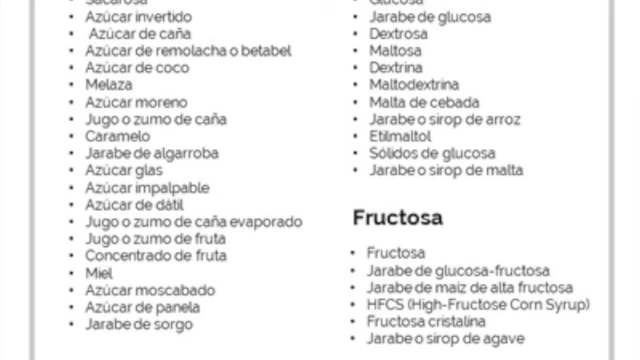 Sacarosa
Azúcar invertido
Azúcar de caña
Azúcar de remolacha o betabel
Azúcar de coco
Melaza
Azúcar moreno
Jugo o zumo de caña
Caramelo
Jarabe de algarroba
Azúcar glas
Azúcar impalpable
Azúcar de dátil
Jugo o zumo de caña evaporado
Jugo o zumo de fruta
Concentrado de fruta
Miel
Azúcar moscabado
Azúcar de panela
Jarabe de sorgo
Glucosa
Jarabe de glucosa
Dextrosa
Maltosa
Dextrina
Maltodextrina
Malta de cebada
Jarabe o sirop de arroz
Etilmaltol
Sólidos de glucosa
Jarabe o sirop de malta
Fructosa
Fructosa
Jarabe de glucosa-fructosa
Jarabe de maiz de alta fructosa
HFCS (High-Fructose Corn Syrup)
Fructosa cristalina
Jarabe o sirop de agave